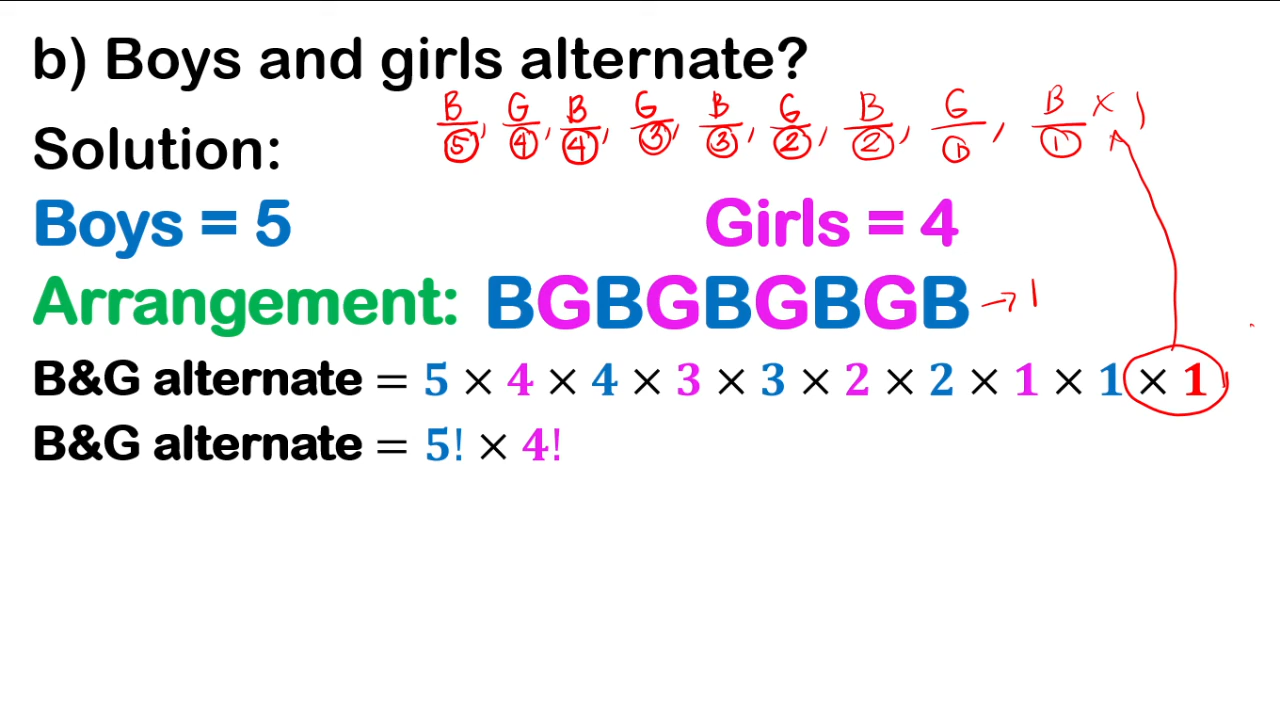 b) Boys and girls alternate?
B/5, G/4, B/4, G/3, B/3, G/2, B/2, G/1, B/1 × 1
Solution:
Boys = 5 Girls = 4
Arrangement: BGBGBGBGB → 1
B&G alternate = 5 × 4 × 4 × 3 × 3 × 2 × 2 × 1 × 1 × 1
B&G alternate = 5! × 4!